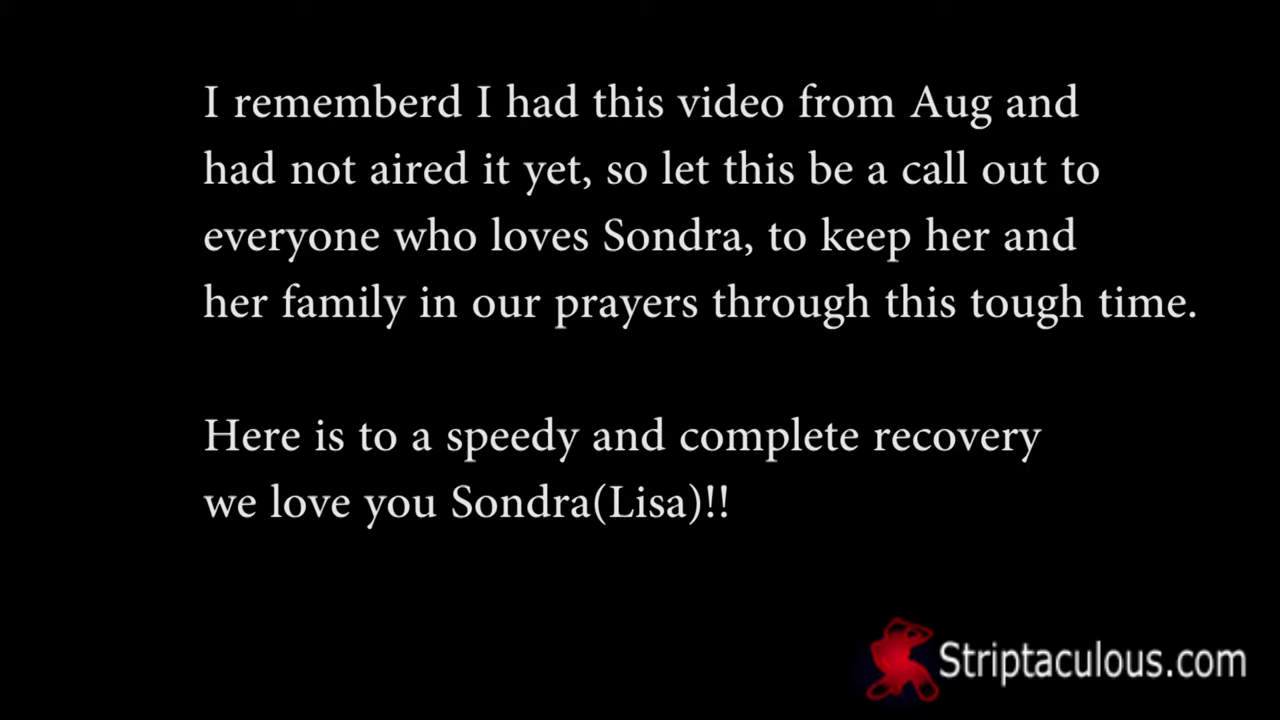 I rememberd I had this video from Aug and
had not aired it yet, so let this be a call out to
everyone who loves Sondra, to keep her and
her family in our prayers through this tough time.
Here is to a speedy and complete recovery
we love you Sondra(Lisa)!!
Striptaculous.com